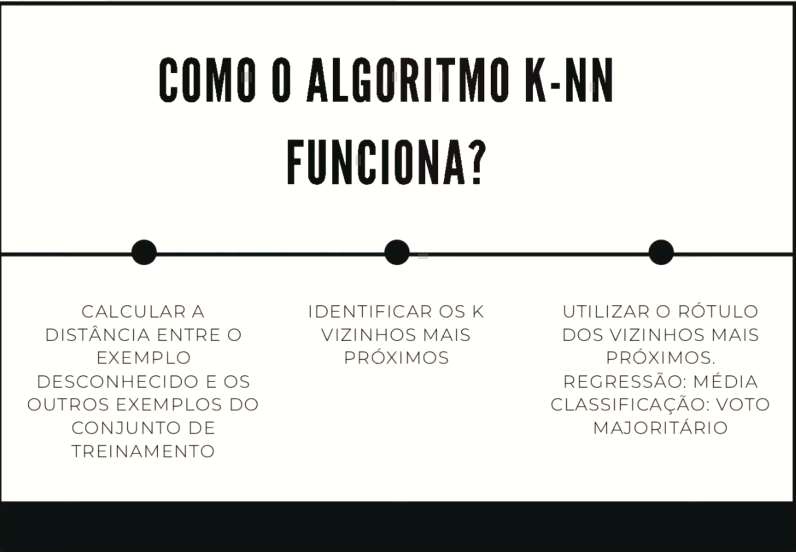 COMO O ALGORITMO K-NN
FUNCIONA?
CALCULAR A
DISTÂNCIA ENTRE O
EXEMPLO
DESCONHECIDO E OS
OUTROS EXEMPLOS DO
CONJUNTO DE
TREINAMENTO
IDENTIFICAR OS K
VIZINHOS MAIS
PRÓXIMOS
UTILIZAR O RÓTULO
DOS VIZINHOS MAIS
PRÓXIMOS.
REGRESSÃO: MÉDIA
CLASSIFICAÇÃO: VOTO
MAJORITÁRIO